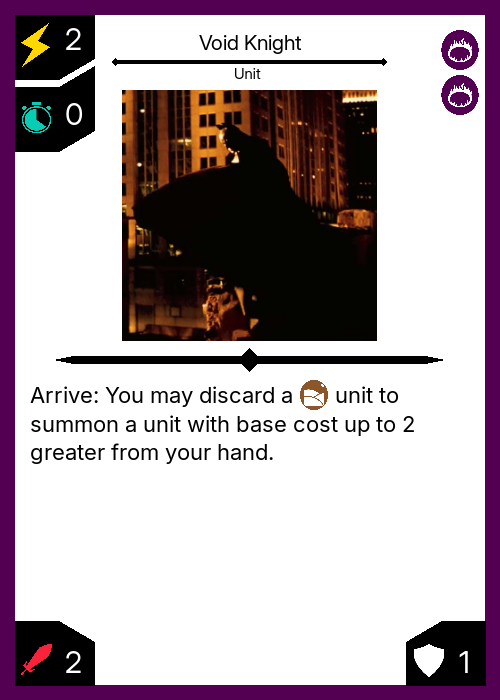 2
Void Knight
Unit
0
Arrive: You may discard a unit to
summon a unit with base cost up to 2
greater from your hand.
2
1